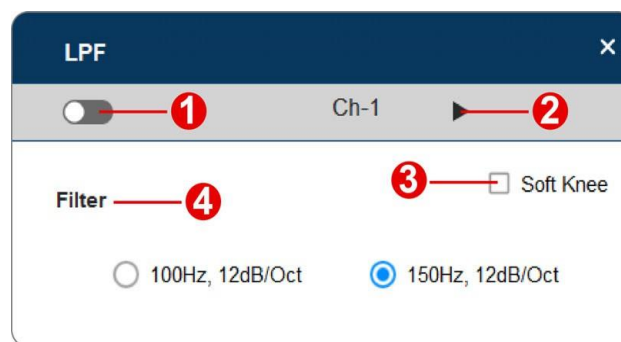 LPF ×
1 Ch-1 2
3 Soft Knee
Filter 4
100Hz, 12dB/Oct 150Hz, 12dB/Oct